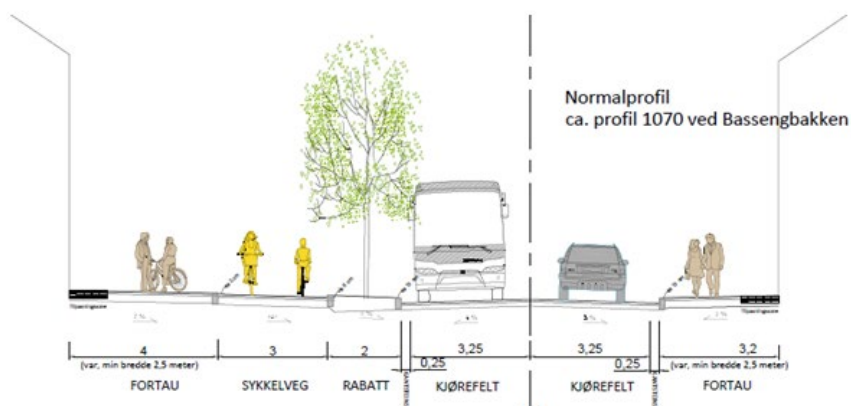 Normalprofil
ca. profil 1070 ved Bassengbakken
4
3
2
3,25
3,25
3,2
(var, min bredde 2,5 meter)
0,25
0,25
(var, min bredde 2,5 meter)
FORTAU
SYKKELVEG
RABATT
KJØREFELT
KJØREFELT
FORTAU